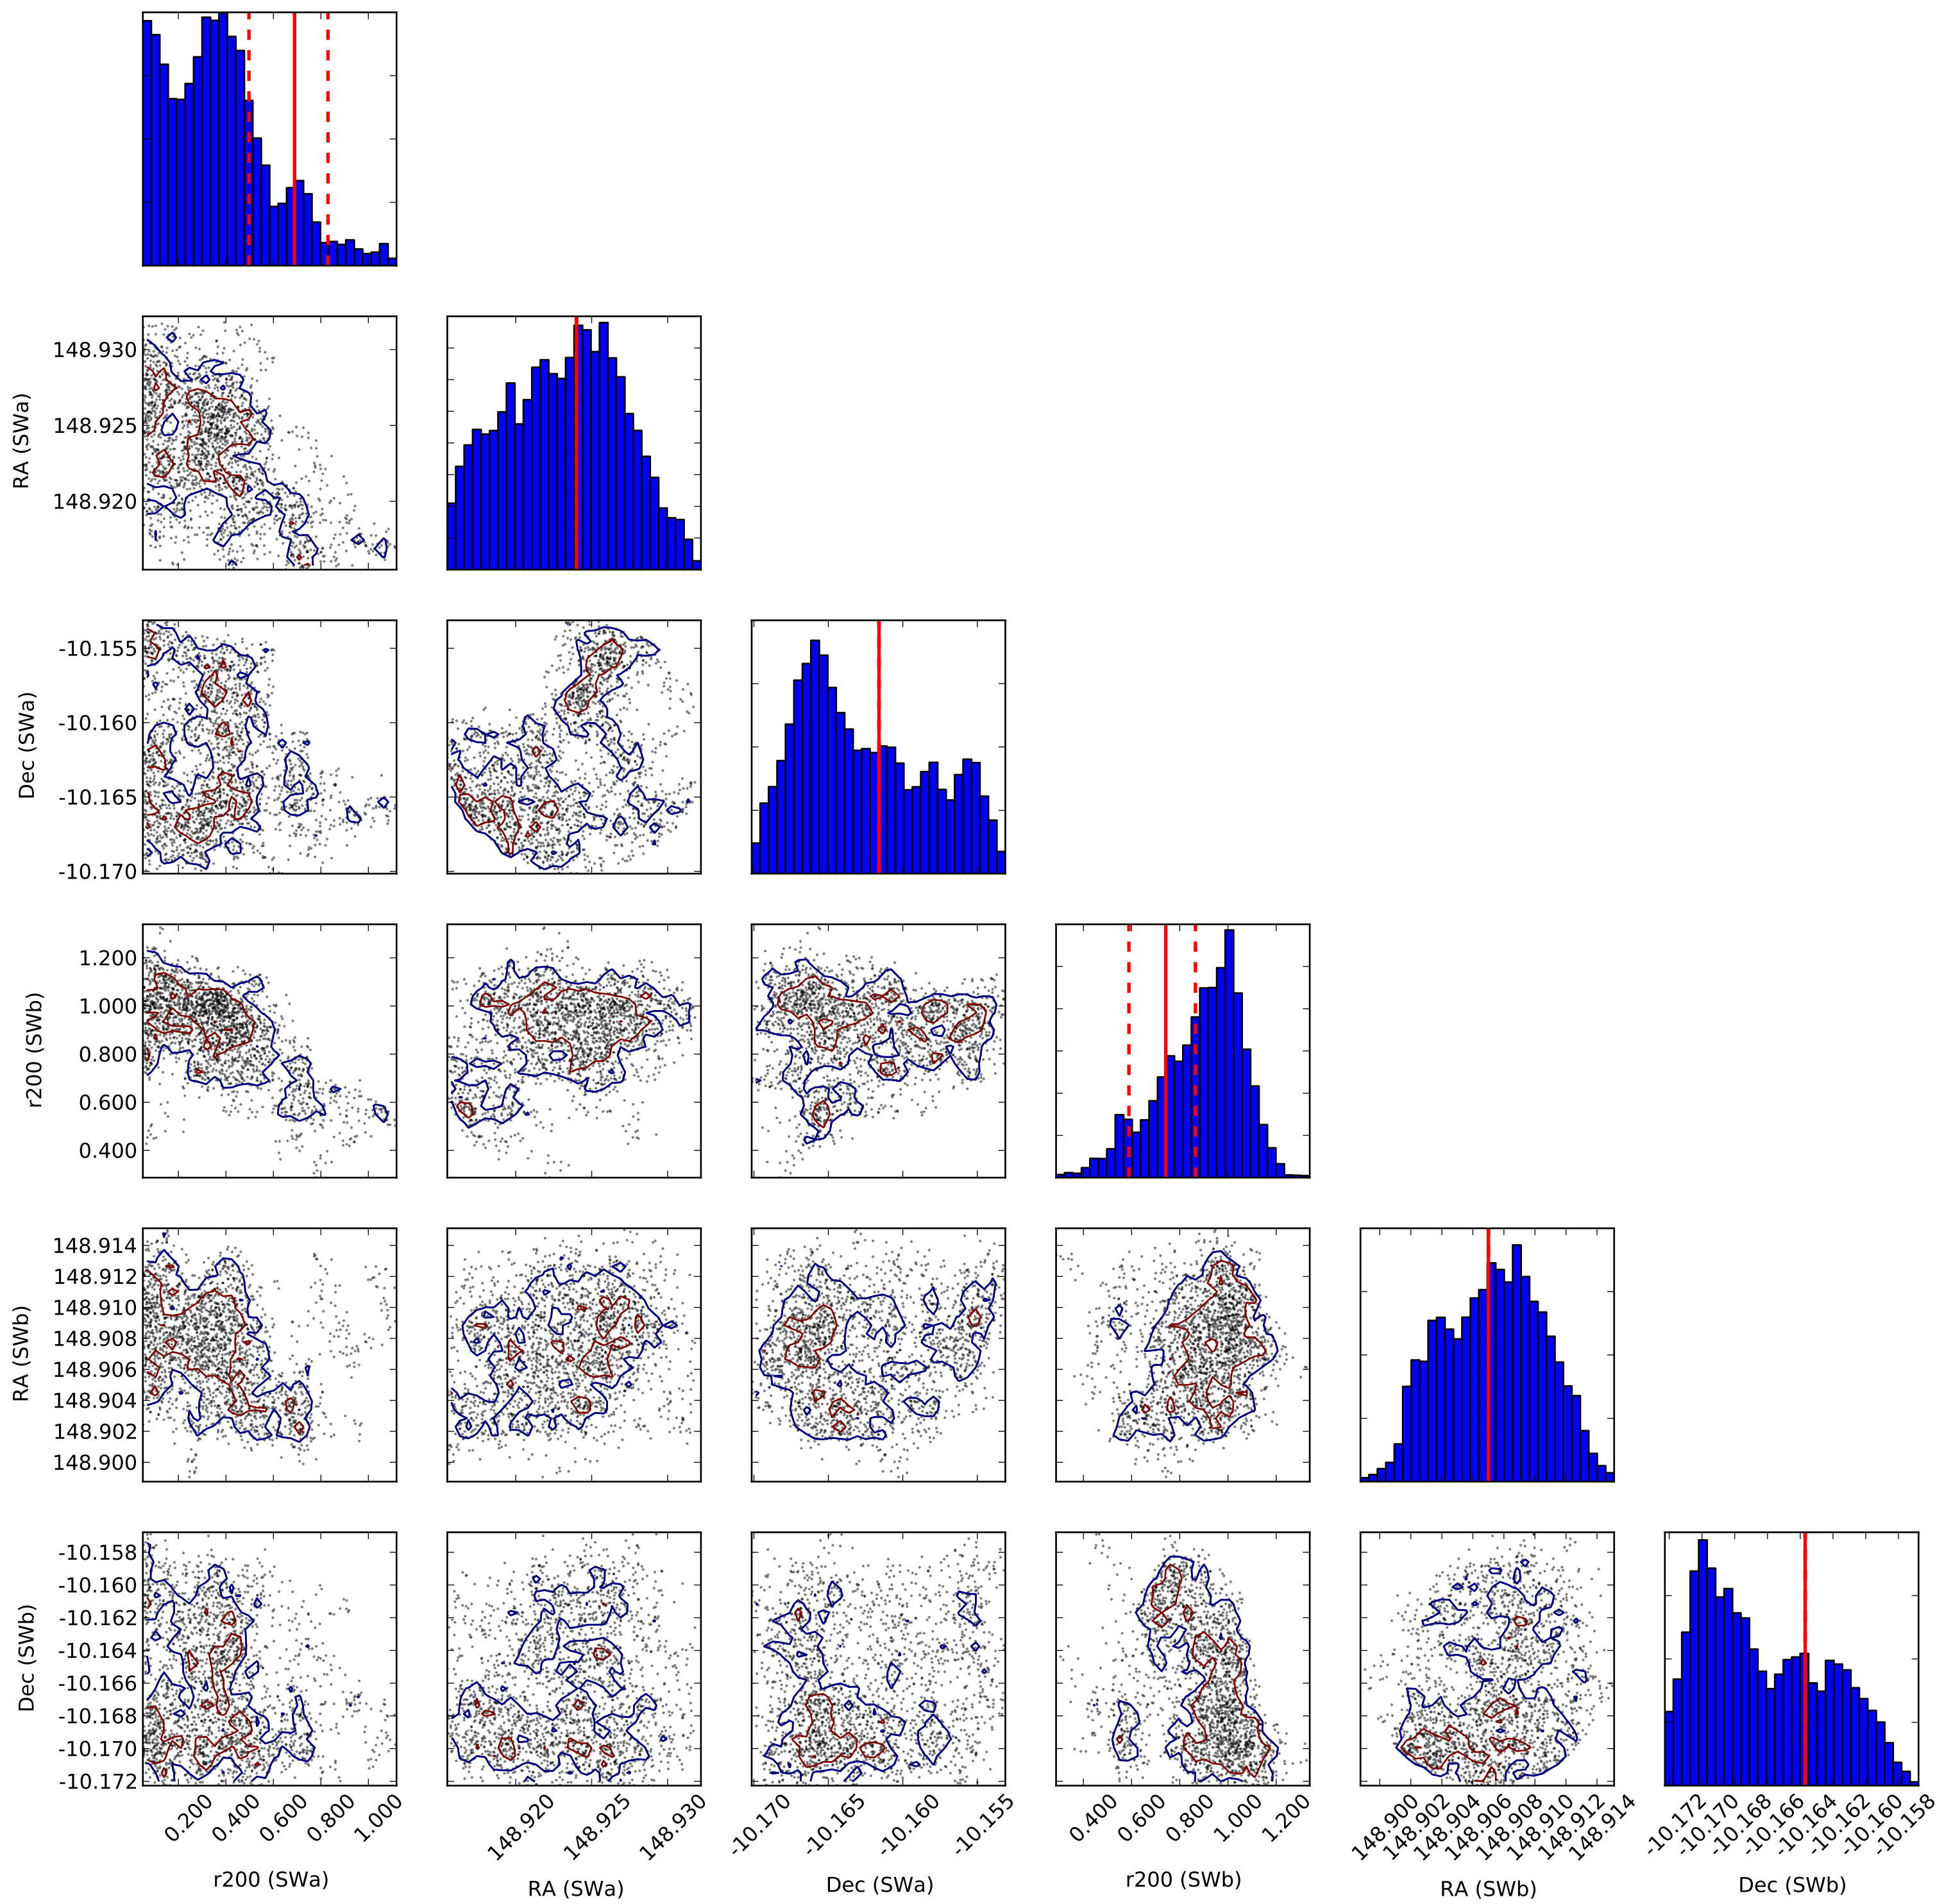 148.930
148.925
148.920
RA (SWa)
-10.155
-10.160
-10.165
-10.170
Dec (SWa)
1.200
1.000
0.800
0.600
0.400
r200 (SWb)
148.914
148.912
148.910
148.908
148.906
148.904
148.902
148.900
RA (SWb)
-10.158
-10.160
-10.162
-10.164
-10.166
-10.168
-10.170
-10.172
Dec (SWb)
0.200 0.400 0.600 0.800 1.000
148.920 148.925 148.930
-10.170 -10.165 -10.160 -10.155
0.400 0.600 0.800 1.000 1.200
148.900 148.902 148.904 148.906 148.908 148.910 148.912 148.914
-10.172 -10.170 -10.168 -10.166 -10.164 -10.162 -10.160 -10.158
r200 (SWa)
RA (SWa)
Dec (SWa)
r200 (SWb)
RA (SWb)
Dec (SWb)